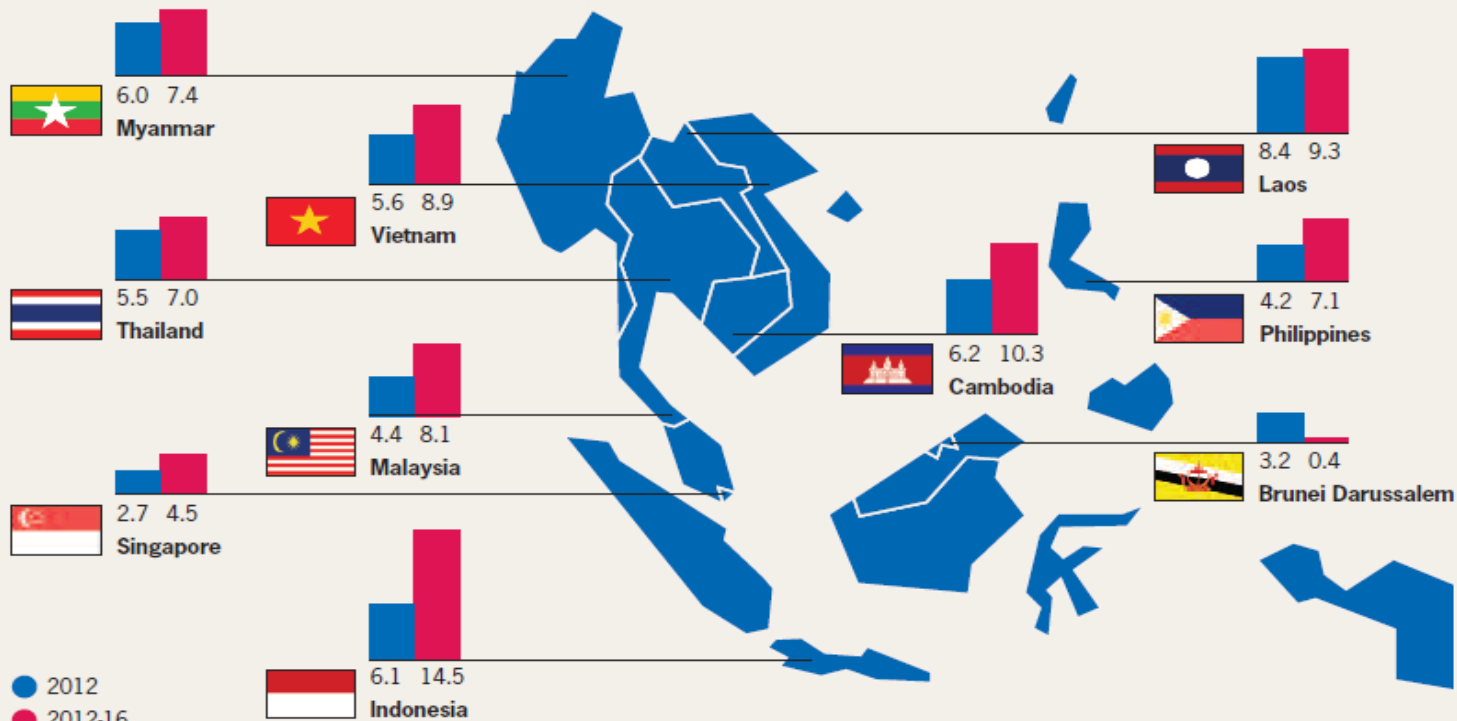 6.0 7.4
Myanmar
5.6 8.9
Vietnam
8.4 9.3
Laos
5.5 7.0
Thailand
4.2 7.1
Philippines
6.2 10.3
Cambodia
4.4 8.1
Malaysia
3.2 0.4
Brunei Darussalem
2.7 4.5
Singapore
6.1 14.5
Indonesia
2012
2012-16